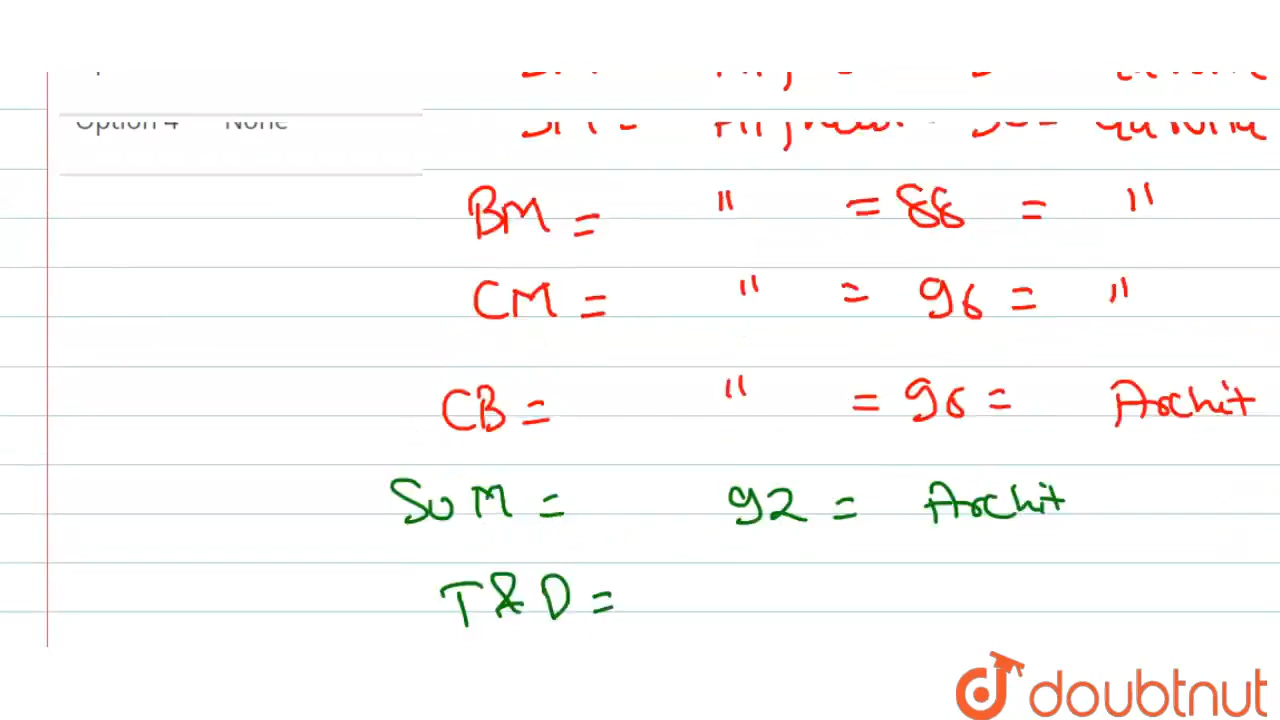 Option 4 None
BM = " = 88 = "
CM = " = 96 = "
CB = " = 96 = Archit
SUM = 92 = Archit
T & D =
doubtnut